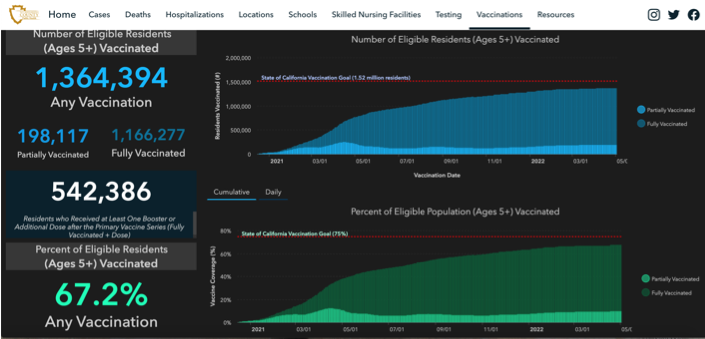 Home Cases Deaths Hospitalizations Locations Schools Skilled Nursing Facilities Testing Vaccinations Resources
Number of Eligible Residents
(Ages 5+) Vaccinated
1,364,394
Any Vaccination
198,117
Partially Vaccinated
1,166,277
Fully Vaccinated
542,386
Residents who Received at Least One Booster or
Additional Dose after the Primary Vaccine Series (Fully
Vaccinated + Dose)
Percent of Eligible Residents
(Ages 5+) Vaccinated
67.2%
Any Vaccination
Number of Eligible Residents (Ages 5+) Vaccinated
Residents Vaccinated (#)
2,000,000
1,500,000
1,000,000
500,000
0
State of California Vaccination Goal (1.52 million residents)
2021 03/01 05/01 07/01 09/01 11/01 2022 03/01 05/0
Vaccination Date
Partially Vaccinated
Fully Vaccinated
Cumulative Daily
Percent of Eligible Population (Ages 5+) Vaccinated
Vaccine Coverage (%)
80%
60%
40%
20%
0%
State of California Vaccination Goal (75%)
2021 03/01 05/01 07/01 09/01 11/01 2022 03/01 05/0
Partially Vaccinated
Fully Vaccinated